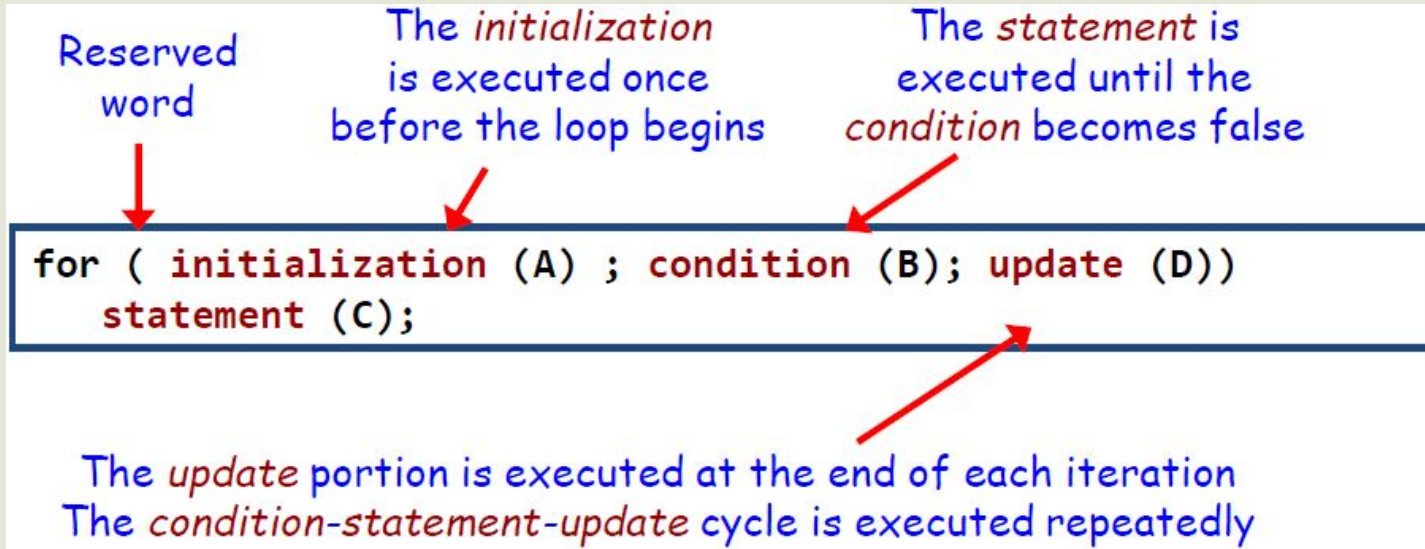 Reserved
word
The initialization
is executed once
before the loop begins
The statement is
executed until the
condition becomes false
for ( initialization (A) ; condition (B); update (D))
statement (C);
The update portion is executed at the end of each iteration
The condition-statement-update cycle is executed repeatedly